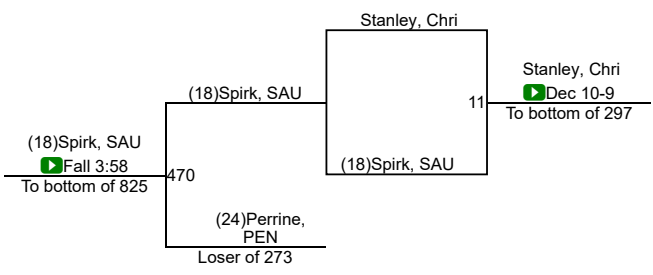 Stanley, Chri
Stanley, Chri
(18)Spirk, SAU
11
Dec 10-9
To bottom of 297
(18)Spirk, SAU
Fall 3:58
(18)Spirk, SAU
470
To bottom of 825
(24)Perrine,
PEN
Loser of 273